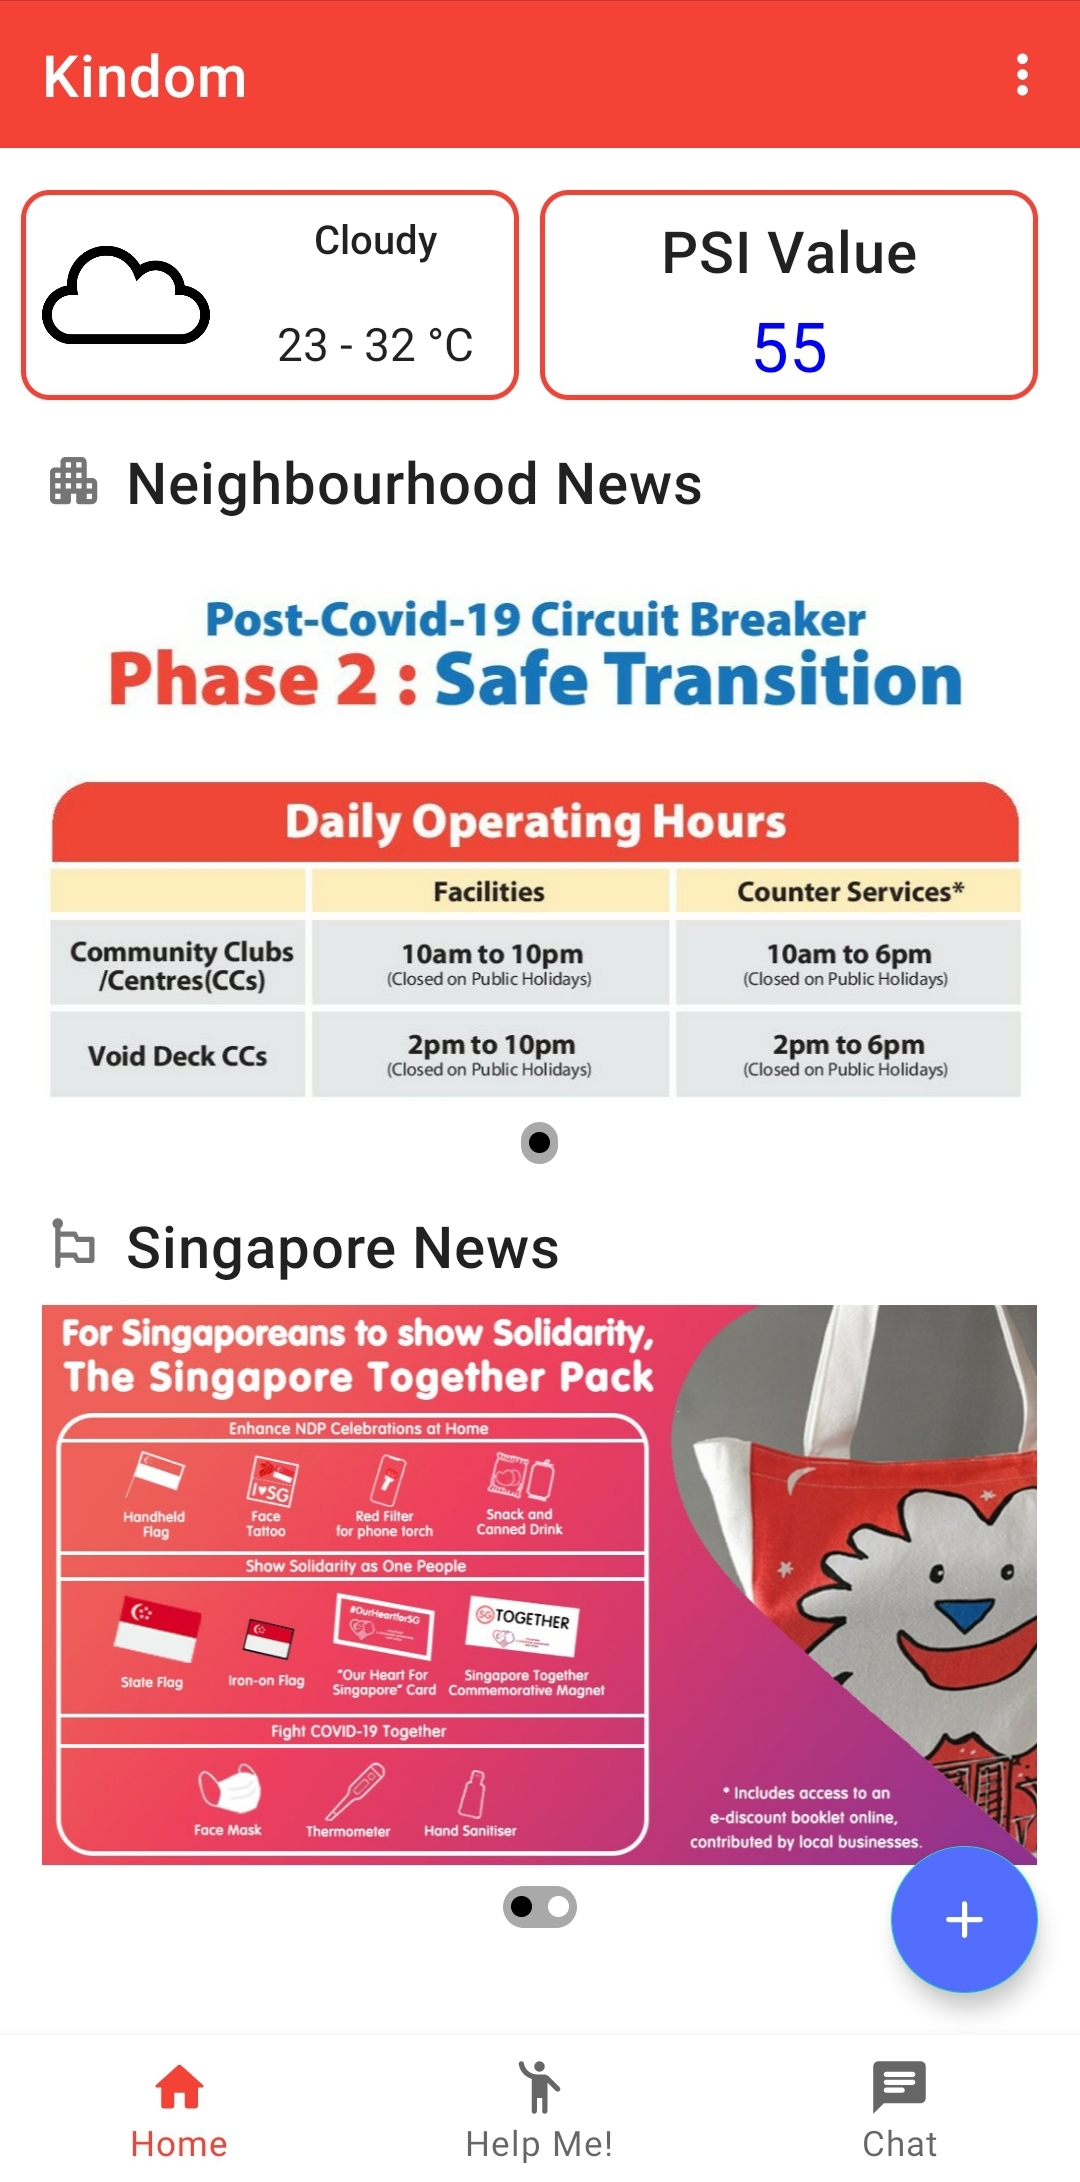 Kindom
Cloudy
23 - 32 °C
PSI Value
55
Neighbourhood News
Post-Covid-19 Circuit Breaker
Phase 2 : Safe Transition
Daily Operating Hours
Facilities
Counter Services*
Community Clubs
/Centres(CCs)
10am to 10pm
(Closed on Public Holidays)
10am to 6pm
(Closed on Public Holidays)
Void Deck CCs
2pm to 10pm
(Closed on Public Holidays)
2pm to 6pm
(Closed on Public Holidays)
Singapore News
For Singaporeans to show Solidarity,
The Singapore Together Pack
Enhance NDP Celebrations at Home
I♥SG
Handheld
Flag
Face
Tattoo
Red Filter
for phone torch
Snack and
Canned Drink
Show Solidarity as One People
#OurHeartforSG
SG TOGETHER
State Flag
Iron-on Flag
"Our Heart For
Singapore" Card
Singapore Together
Commemorative Magnet
Fight COVID-19 Together
Face Mask
Thermometer
Hand Sanitiser
* Includes access to an
e-discount booklet online,
contributed by local businesses.
Home
Help Me!
Chat